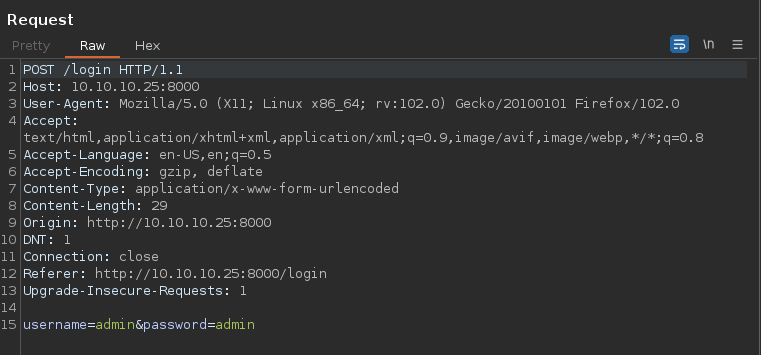 Request
Pretty Raw Hex \n
1 POST /login HTTP/1.1
2 Host: 10.10.10.25:8000
3 User-Agent: Mozilla/5.0 (X11; Linux x86_64; rv:102.0) Gecko/20100101 Firefox/102.0
4 Accept:
text/html,application/xhtml+xml,application/xml;q=0.9,image/avif,image/webp,*/*;q=0.8
5 Accept-Language: en-US,en;q=0.5
6 Accept-Encoding: gzip, deflate
7 Content-Type: application/x-www-form-urlencoded
8 Content-Length: 29
9 Origin: http://10.10.10.25:8000
10 DNT: 1
11 Connection: close
12 Referer: http://10.10.10.25:8000/login
13 Upgrade-Insecure-Requests: 1
14
15 username=admin&password=admin